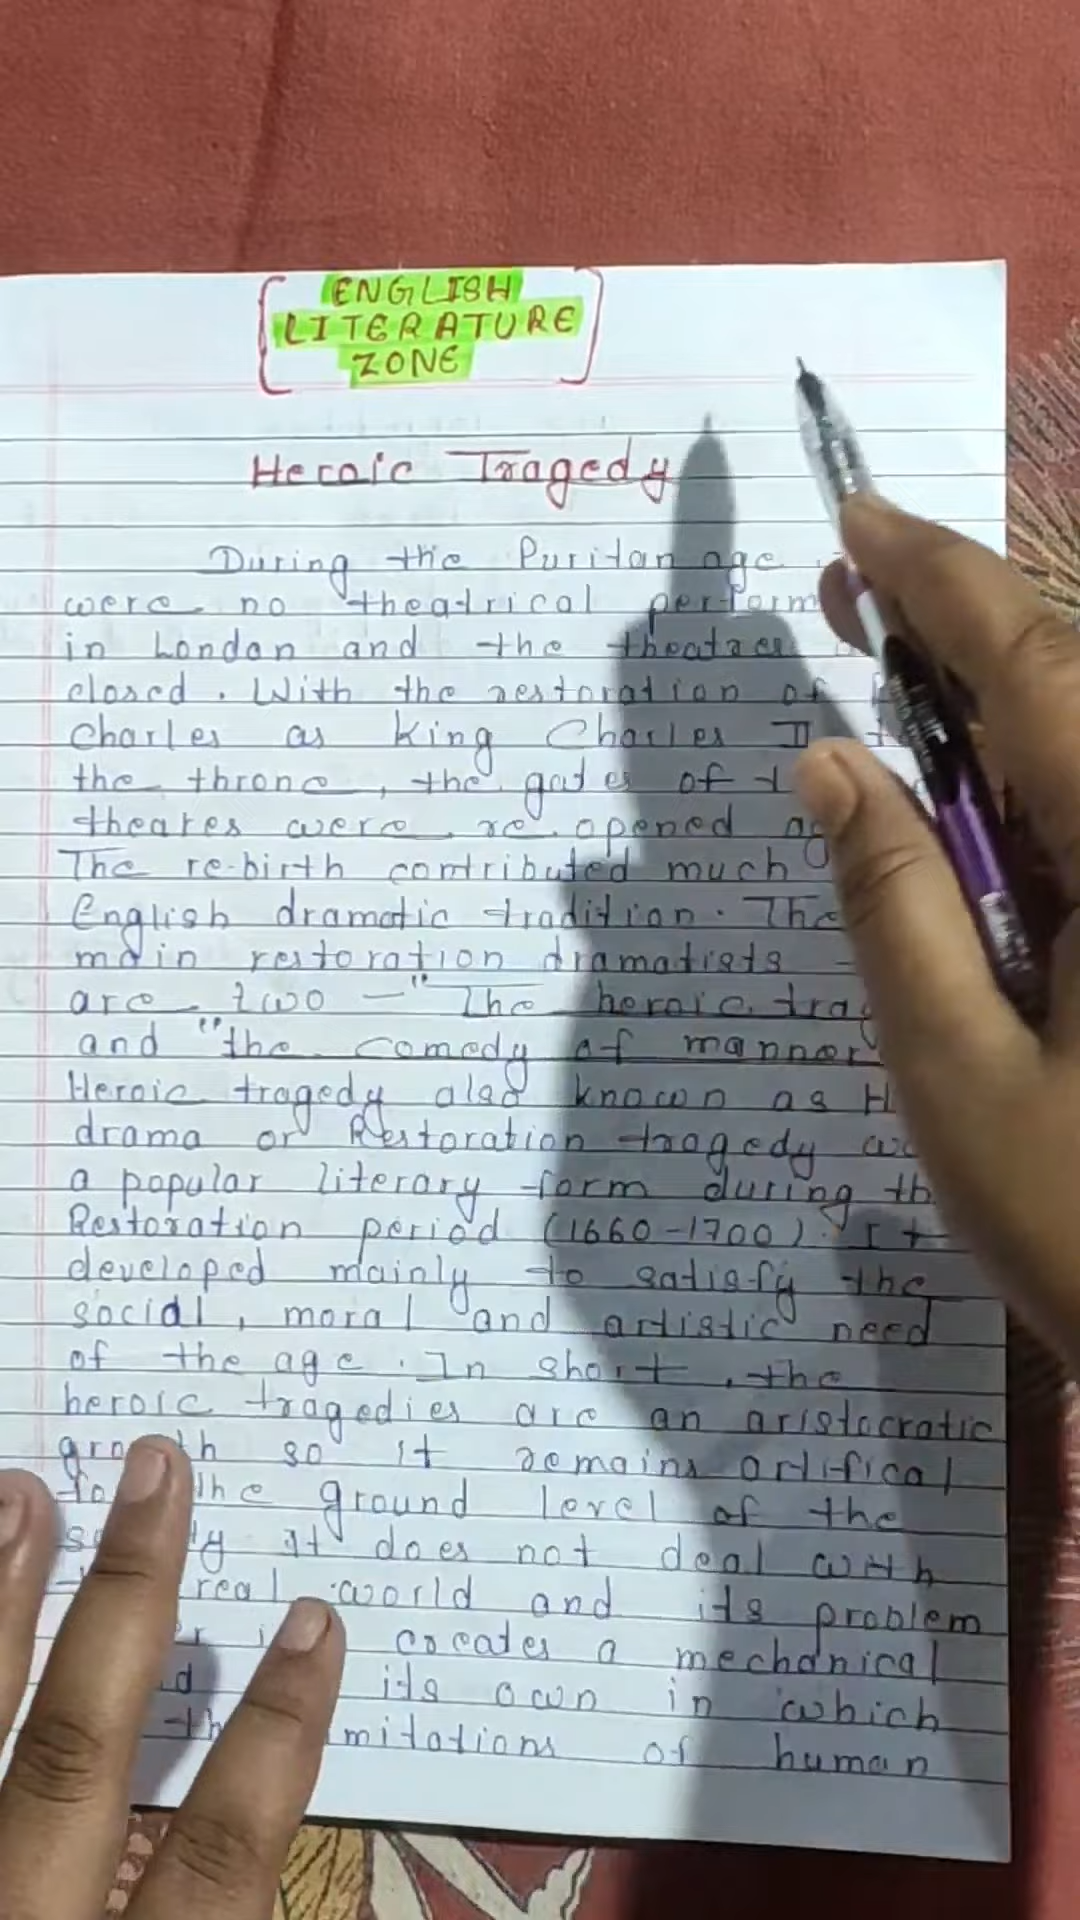 ENGLISH
LITERATURE
ZONE
Heroic Tragedy
During the Puritan age
were no theatrical
in London and the theatres
closed. With the restoration of
Charles as King Charles II
the throne, the gates of
theares were re opened
The re-birth contributed much
English dramatic tradition. The
main restoration dramatists -
are two - "The heroic
and "the comedy of manner
Heroic tragedy also known as
drama or Restoration tragedy
a popular literary form during
Restoration period (1660-1700). It
developed mainly to satisfy the
social, moral and artistic need
of the age. In short, the
heroic tragedies are an aristocratic
so it remains artifical
the ground level of the
it does not deal with
real world and its problem
creates a mechanical
its own in which
of human